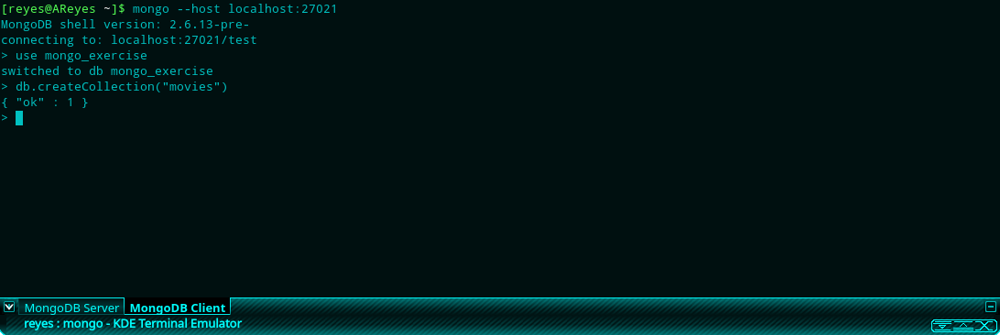 [reyes@AReyes ~]$ mongo --host localhost:27021
MongoDB shell version: 2.6.13-pre-
connecting to: localhost:27021/test
> use mongo_exercise
switched to db mongo_exercise
> db.createCollection("movies")
{ "ok" : 1 }
>
MongoDB Server MongoDB Client
reyes : mongo - KDE Terminal Emulator